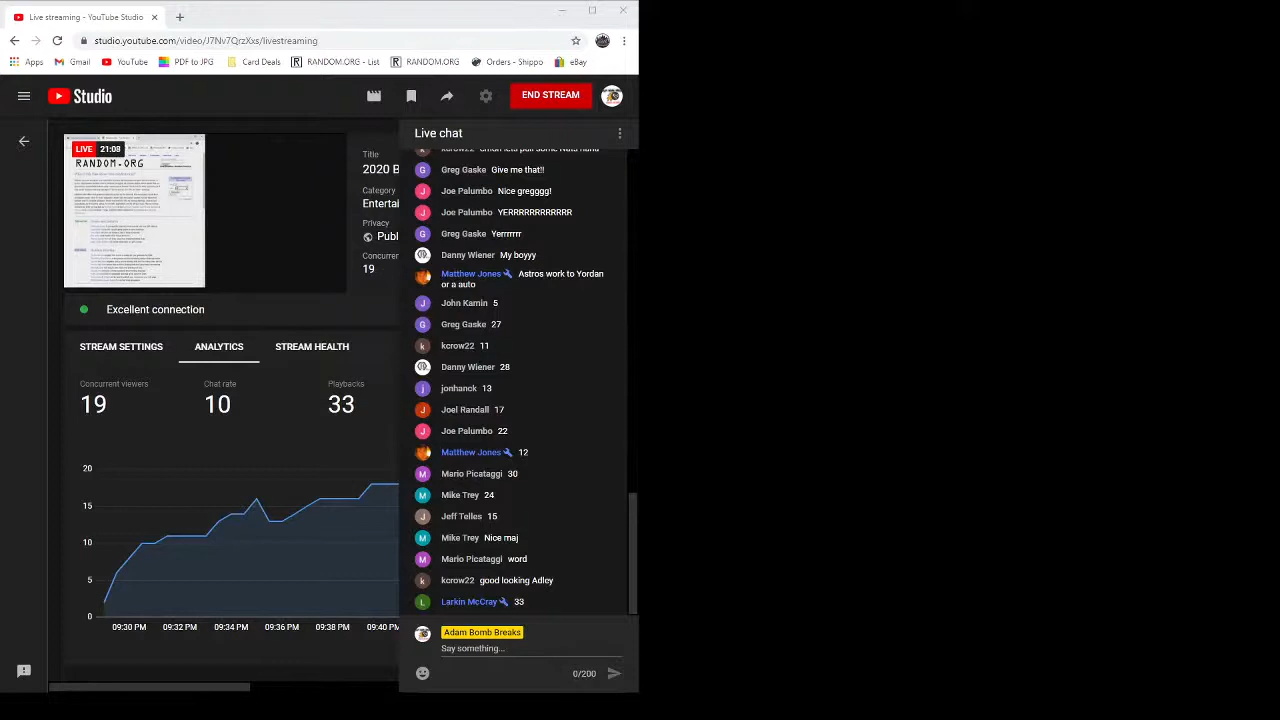 Live streaming - YouTube Studio
studio.youtube.com/video/J7Nv7QrzXxs/livestreaming
Apps Gmail YouTube PDF to JPG Card Deals RANDOM.ORG - List RANDOM.ORG Orders - Shippo eBay
Studio
END STREAM
LIVE 21:08
RANDOM.ORG
Title
2020 B
Category
Entertai
Privacy
Publ
Excellent connection
STREAM SETTINGS ANALYTICS STREAM HEALTH
Concurrent viewers Chat rate Playbacks
19 10 33
20
15
10
5
0
09:30 PM 09:32 PM 09:34 PM 09:36 PM 09:38 PM 09:40 PM
Live chat
Greg Gaske Give me that!!
Joe Palumbo Nice greggggg!
Greg Gaske Yerrrrrr
Danny Wiener My boyyy
Matthew Jones Astros work to Yordan
or a auto
John Kamin 5
Greg Gaske 27
kcrow22 11
Danny Wiener 28
jonhanck 13
Joel Randall 17
Joe Palumbo 22
Matthew Jones 12
Mario Picataggi 30
Mike Trey 24
Jeff Telles 15
Mike Trey Nice maj
Mario Picataggi word
kcrow22 good looking Adley
Larkin McCray 33
Adam Bomb Breaks
Say something...
0/200